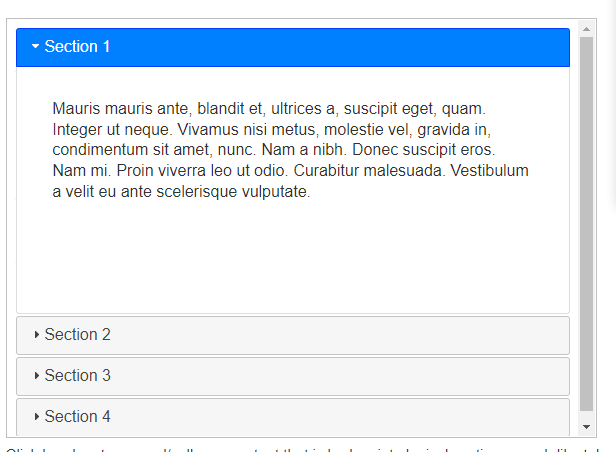 Section 1
Mauris mauris ante, blandit et, ultrices a, suscipit eget, quam.
Integer ut neque. Vivamus nisi metus, molestie vel, gravida in,
condimentum sit amet, nunc. Nam a nibh. Donec suscipit eros.
Nam mi. Proin viverra leo ut odio. Curabitur malesuada. Vestibulum
a velit eu ante scelerisque vulputate.
Section 2
Section 3
Section 4